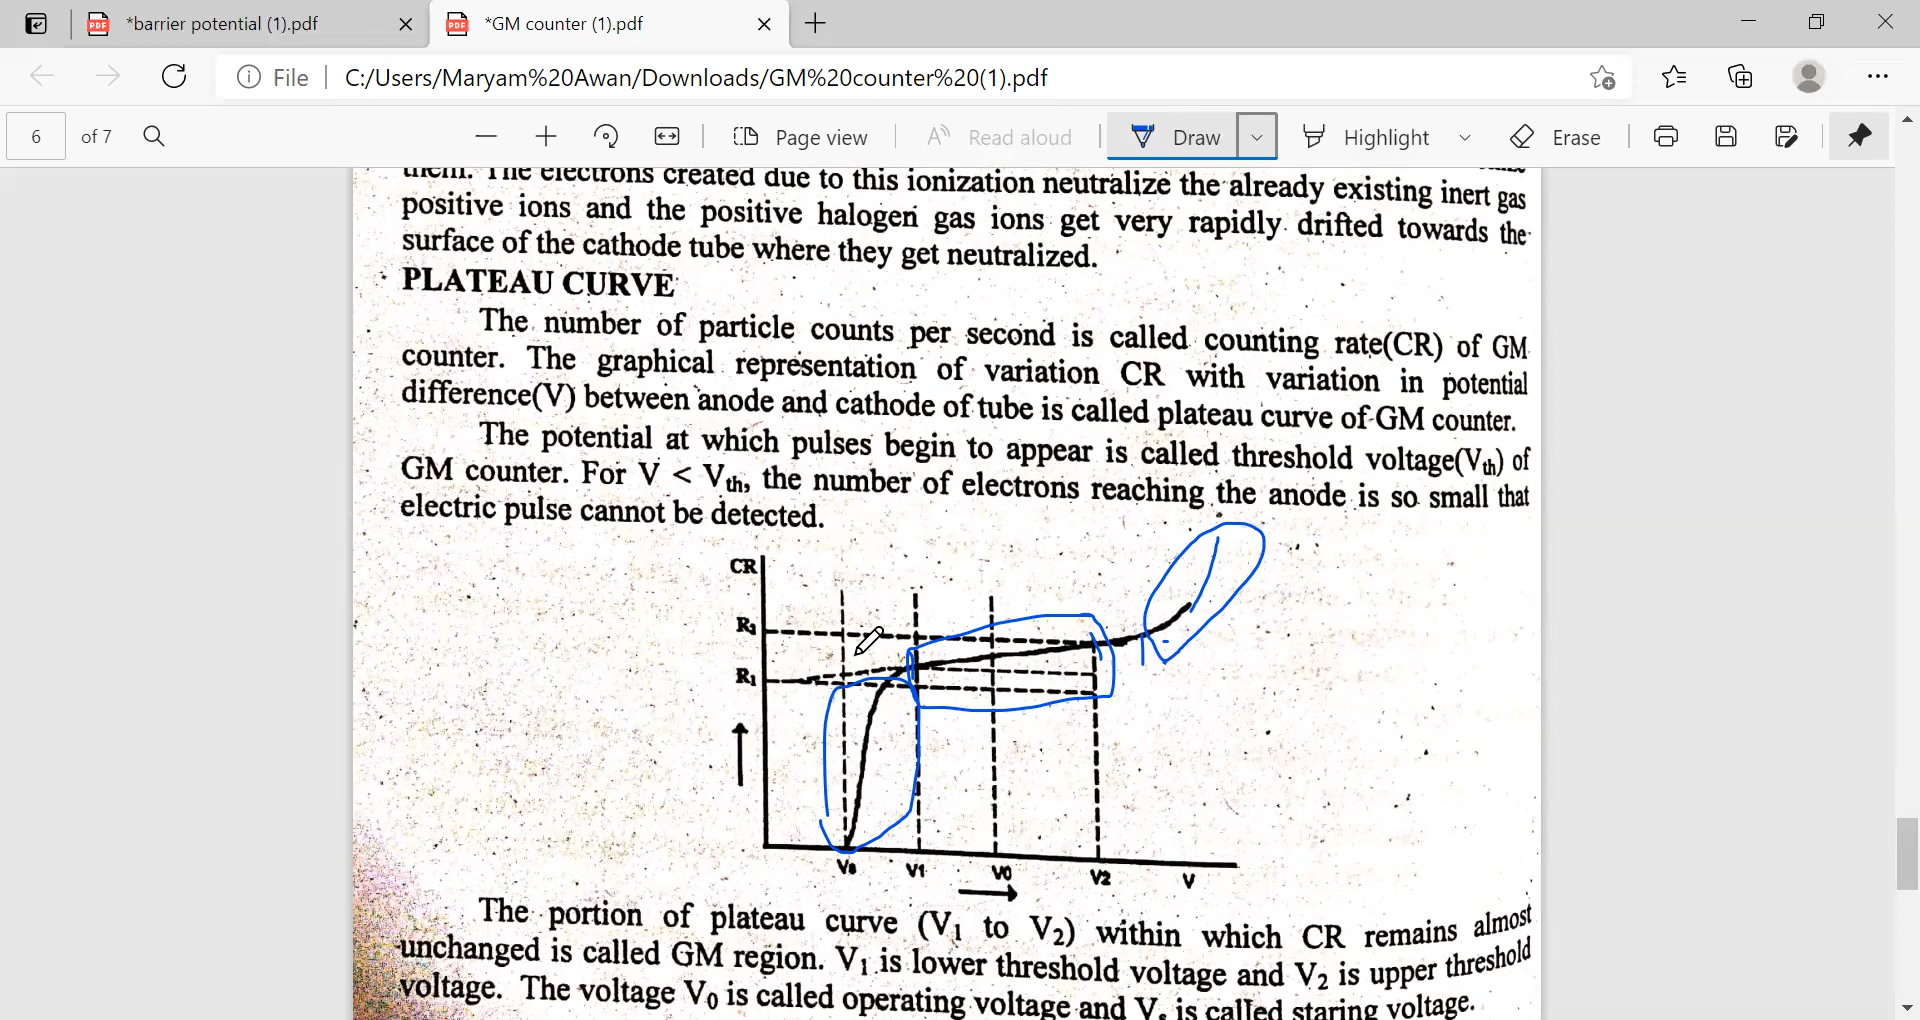 *barrier potential (1).pdf
*GM counter (1).pdf
File
C:/Users/Maryam%20Awan/Downloads/GM%20counter%20(1).pdf
6 of 7
Page view
Read aloud
Draw
Highlight
Erase
them. The electrons created due to this ionization neutralize the already existing inert gas
positive ions and the positive halogen gas ions get very rapidly drifted towards the
surface of the cathode tube where they get neutralized.
PLATEAU CURVE
The number of particle counts per second is called counting rate(CR) of GM
counter. The graphical representation of variation CR with variation in potential
difference(V) between anode and cathode of tube is called plateau curve of GM counter.
The potential at which pulses begin to appear is called threshold voltage(Vth) of
GM counter. For V < Vth, the number of electrons reaching the anode is so small that
electric pulse cannot be detected.
CR
R1
Vs V1 V0 V2 V
The portion of plateau curve (V1 to V2) within which CR remains almost
unchanged is called GM region. V1 is lower threshold voltage and V2 is upper threshold
voltage. The voltage V0 is called operating voltage and Vs is called staring voltage.